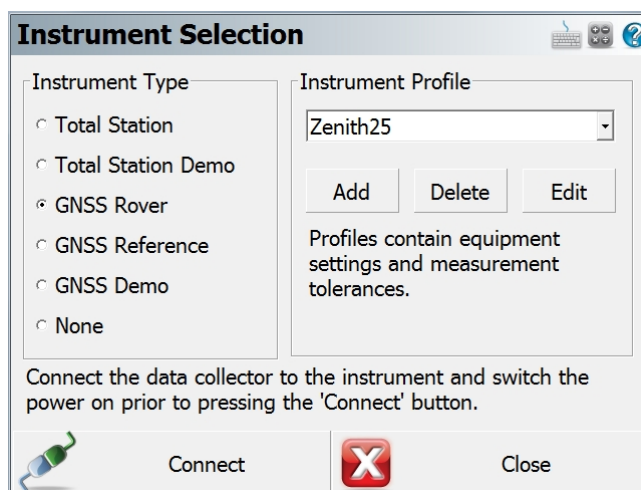 Instrument Selection
Instrument Type
Total Station
Total Station Demo
GNSS Rover
GNSS Reference
GNSS Demo
None
Instrument Profile
Zenith25
Add Delete Edit
Profiles contain equipment
settings and measurement
tolerances.
Connect the data collector to the instrument and switch the
power on prior to pressing the 'Connect' button.
Connect Close